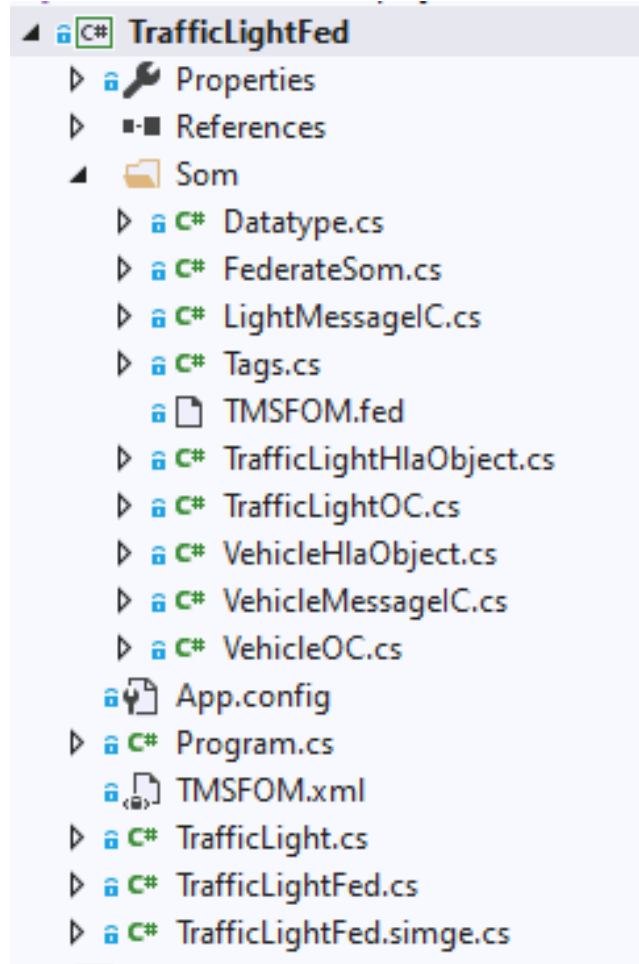 C# TrafficLightFed
Properties
References
Som
C# Datatype.cs
C# FederateSom.cs
C# LightMessageIC.cs
C# Tags.cs
TMSFOM.fed
C# TrafficLightHlaObject.cs
C# TrafficLightOC.cs
C# VehicleHlaObject.cs
C# VehicleMessageIC.cs
C# VehicleOC.cs
App.config
C# Program.cs
TMSFOM.xml
C# TrafficLight.cs
C# TrafficLightFed.cs
C# TrafficLightFed.simge.cs